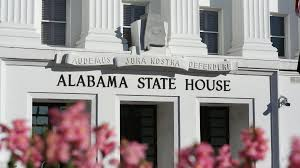 AUDEMUS JURA NOSTRA DEFENDERE
ALABAMA STATE HOUSE